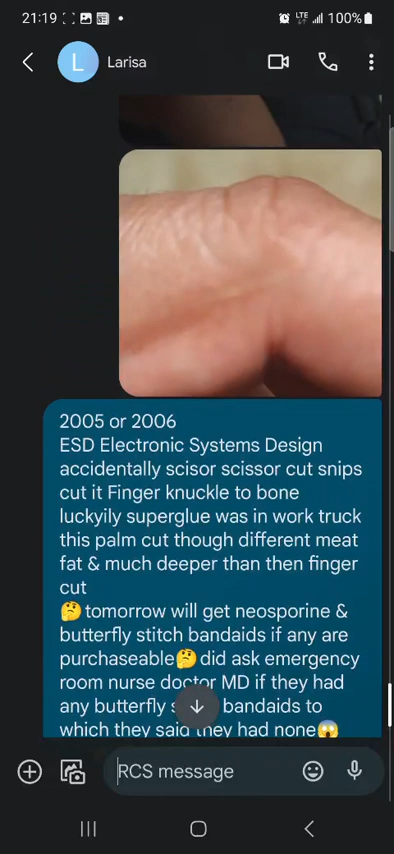 21:19
LTE
100%
L
Larisa
2005 or 2006
ESD Electronic Systems Design
accidentally scisor scissor cut snips
cut it Finger knuckle to bone
luckyily superglue was in work truck
this palm cut though different meat
fat & much deeper than then finger
cut
🤔 tomorrow will get neosporine &
butterfly stitch bandaids if any are
purchaseable🤔 did ask emergency
room nurse doctor MD if they had
any butterfly bandaids to
which they said they had none😱
RCS message